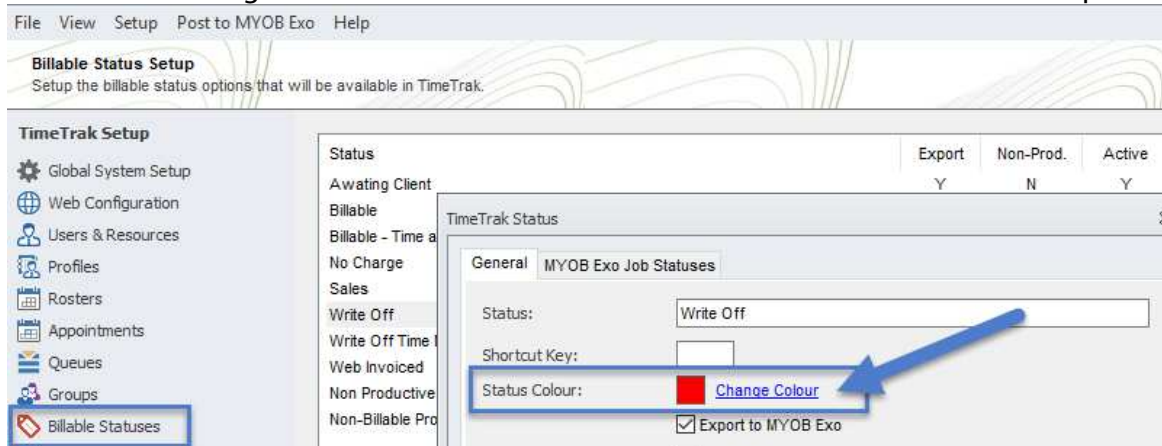 File View Setup Post to MYOB Exo Help
Billable Status Setup
Setup the billable status options that will be available in TimeTrak.
TimeTrak Setup
Global System Setup
Web Configuration
Users & Resources
Profiles
Rosters
Appointments
Queues
Groups
Billable Statuses
Status Export Non-Prod. Active
Awating Client Y N Y
Billable
Billable - Time a
No Charge
Sales
Write Off
Write Off Time
Web Invoiced
Non Productive
Non-Billable Pro
TimeTrak Status
General MYOB Exo Job Statuses
Status: Write Off
Shortcut Key:
Status Colour: Change Colour
Export to MYOB Exo